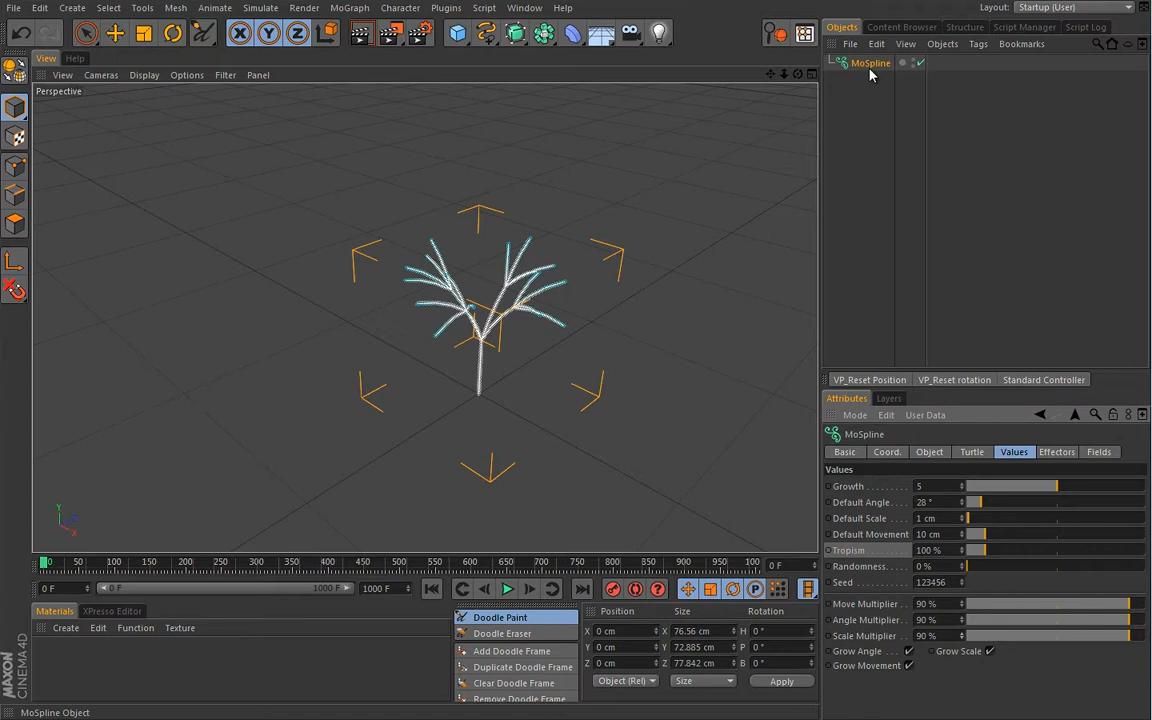 File Edit Create Select Tools Mesh Animate Simulate Render MoGraph Character Plugins Script Window Help Layout: Startup (User)
Objects Content Browser Structure Script Manager Script Log
View Help
File Edit View Objects Tags Bookmarks
MoSpline
View Cameras Display Options Filter Panel
Perspective
Y
Z
X
VP_Reset Position VP_Reset rotation Standard Controller
Attributes Layers
Mode Edit User Data
MoSpline
Basic Coord. Object Turtle Values Effectors Fields
Values
Growth 5
Default Angle 28 °
Default Scale 1 cm
Default Movement 10 cm
Tropism 100 %
Randomness 0 %
Seed 123456
Move Multiplier 90 %
Angle Multiplier 90 %
Scale Multiplier 90 %
Grow Angle Grow Scale
Grow Movement
0 50 100 150 200 250 300 350 400 450 500 550 600 650 700 750 800 850 900 950 100 0 F
0 F 0 F 1000 F 1000 F
Materials XPresso Editor
Create Edit Function Texture
Doodle Paint
Doodle Eraser
Add Doodle Frame
Duplicate Doodle Frame
Clear Doodle Frame
Remove Doodle Frame
Position Size Rotation
X 0 cm X 76.56 cm H 0 °
Y 0 cm Y 72.885 cm P 0 °
Z 0 cm Z 77.842 cm B 0 °
Object (Rel) Size Apply
MAXON
CINEMA 4D
MoSpline Object